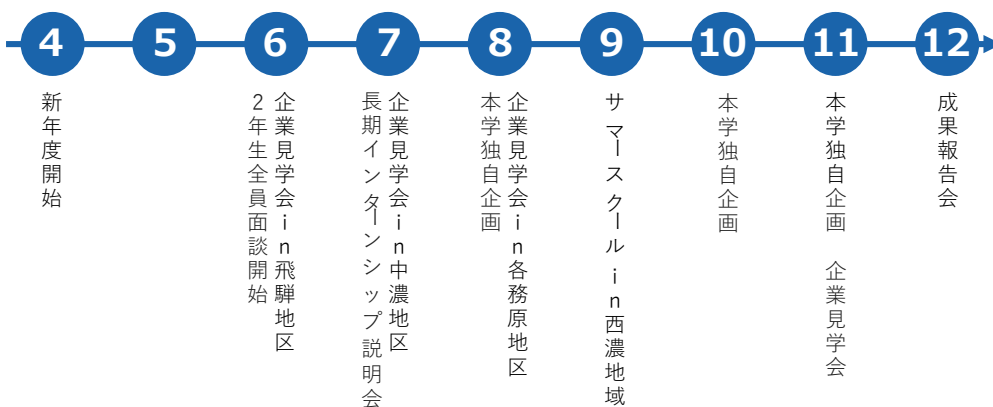 4
5
6
7
8
9
10
11
12
新年度開始
企業見学会in飛騨地区
2年生全員面談開始
企業見学会in中濃地区
長期インターンシップ説明会
企業見学会in各務原地区
本学独自企画
サマースクールin西濃地域
本学独自企画
本学独自企画　企業見学会
成果報告会